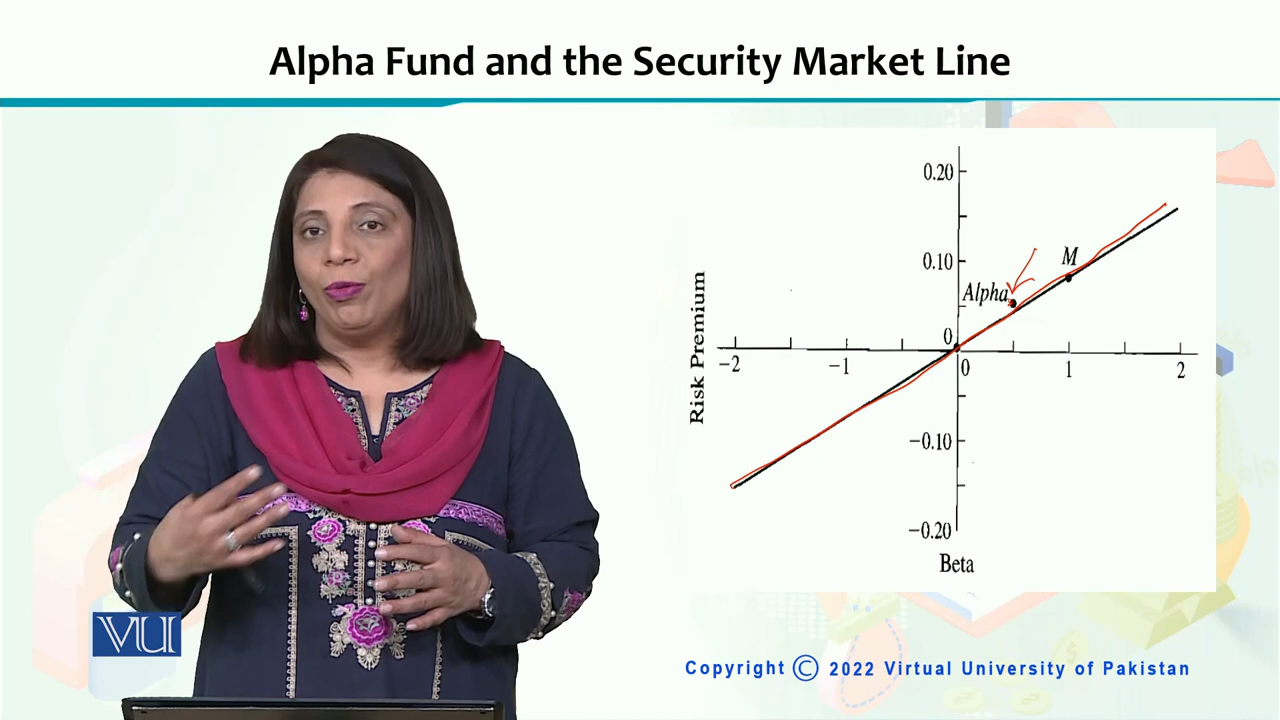 Alpha Fund and the Security Market Line
0.20
0.10
M
Alpha
0
−2
−1
0
1
2
Risk Premium
−0.10
−0.20
Beta
VU
Copyright © 2022 Virtual University of Pakistan